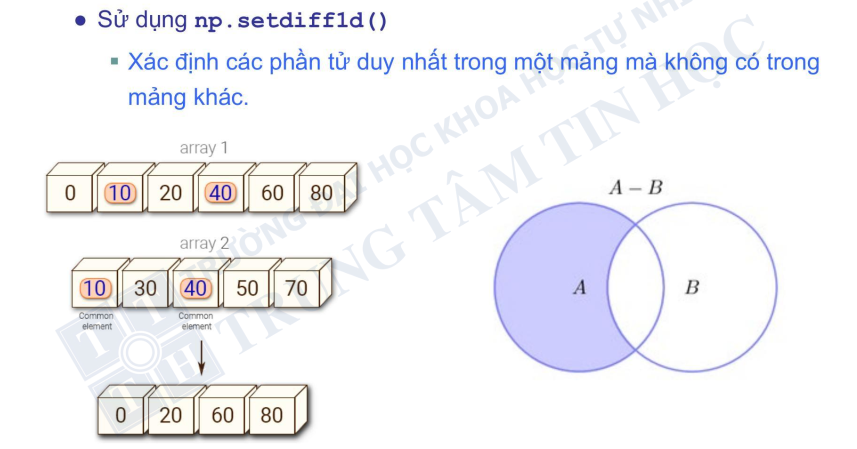 ● Sử dụng np.setdiff1d()
▪ Xác định các phần tử duy nhất trong một mảng mà không có trong
mảng khác.
array 1
0 10 20 40 60 80
array 2
10 30 40 50 70
Common element Common element
0 20 60 80
A − B
A B
TRƯỜNG ĐẠI HỌC KHOA HỌC TỰ NHI
TRUNG TÂM TIN HỌC
T T
T H